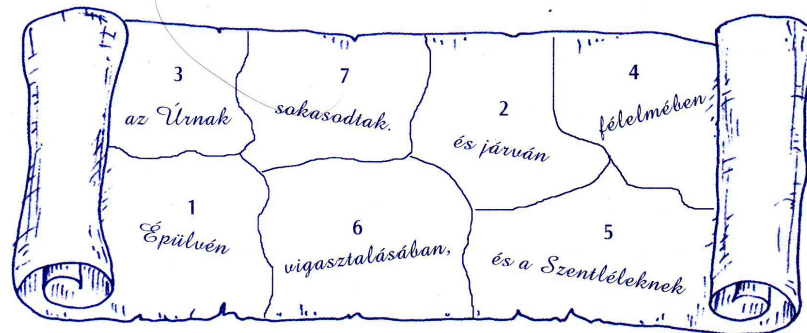 3
az Úrnak
7
sokasodtak.
2
és járván
4
félelmében
1
Épülvén
6
vigasztalásában,
5
és a Szentléleknek